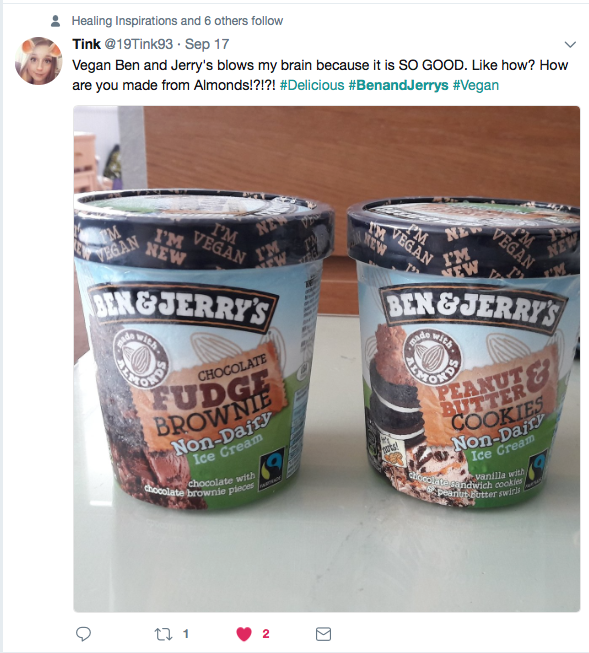 Healing Inspirations and 6 others follow
Tink @19Tink93 · Sep 17
Vegan Ben and Jerry's blows my brain because it is SO GOOD. Like how? How
are you made from Almonds!?!?! #Delicious #BenandJerrys #Vegan
I'M VEGAN
I'M NEW
I'M VEGAN
I'M NEW
BEN & JERRY'S
made with
ALMONDS
CHOCOLATE
FUDGE
BROWNIE
Non-Dairy
Ice Cream
chocolate with
chocolate brownie pieces
FAIRTRADE
I'M NEW
I'M VEGAN
I'M NEW
VEGAN
I'M NEW
BEN & JERRY'S
made with
ALMONDS
PEANUT
BUTTER &
COOKIES
Non-Dairy
Ice Cream
vanilla with
chocolate sandwich cookies
& peanut butter swirls
1
2